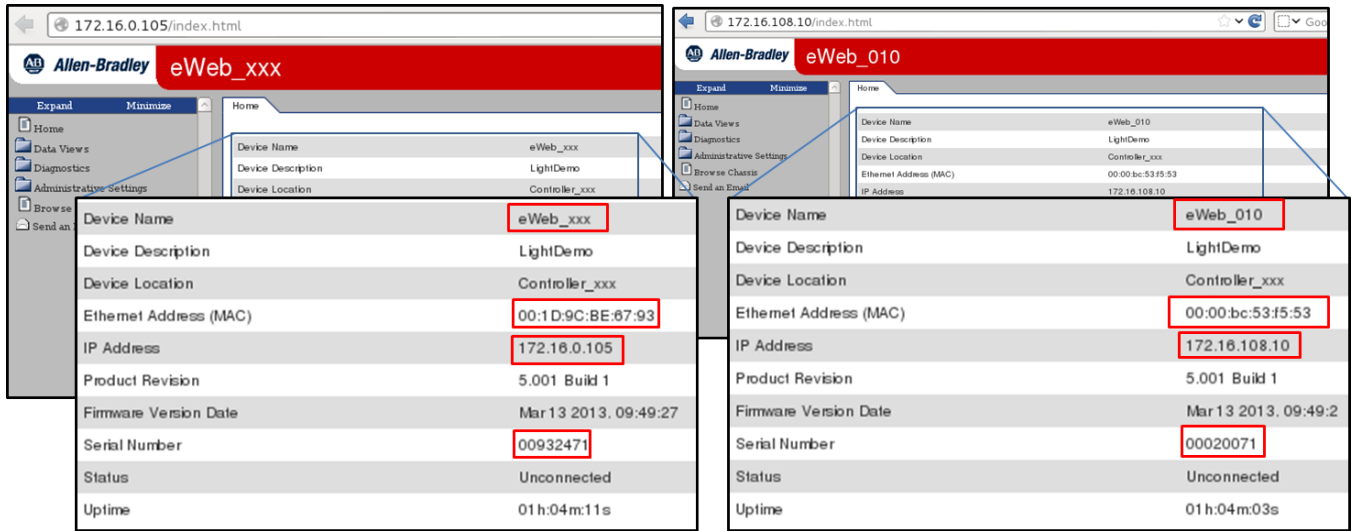 172.16.0.105/index.html
AB Allen-Bradley eWeb_xxx
Expand Minimize
Home
Home
Data Views
Diagnostics
Administrative Settings
Browse
Send an
Device Name eWeb_xxx
Device Description LightDemo
Device Location Controller_xxx
Device Name eWeb_xxx
Device Description LightDemo
Device Location Controller_xxx
Ethernet Address (MAC) 00:1D:9C:BE:67:93
IP Address 172.16.0.105
Product Revision 5.001 Build 1
Firmware Version Date Mar 13 2013, 09:49:27
Serial Number 00932471
Status Unconnected
Uptime 01h:04m:11s
172.16.108.10/index.html Goo
AB Allen-Bradley eWeb_010
Expand Minimize
Home
Home
Data Views
Diagnostics
Administrative Settings
Browse Chassis
Send an Email
Device Name eWeb_010
Device Description LightDemo
Device Location Controller_xxx
Ethernet Address (MAC) 00:00:bc:53:f5:53
IP Address 172.16.108.10
Device Name eWeb_010
Device Description LightDemo
Device Location Controller_xxx
Ethernet Address (MAC) 00:00:bc:53:f5:53
IP Address 172.16.108.10
Product Revision 5.001 Build 1
Firmware Version Date Mar 13 2013, 09:49:2
Serial Number 00020071
Status Unconnected
Uptime 01h:04m:03s